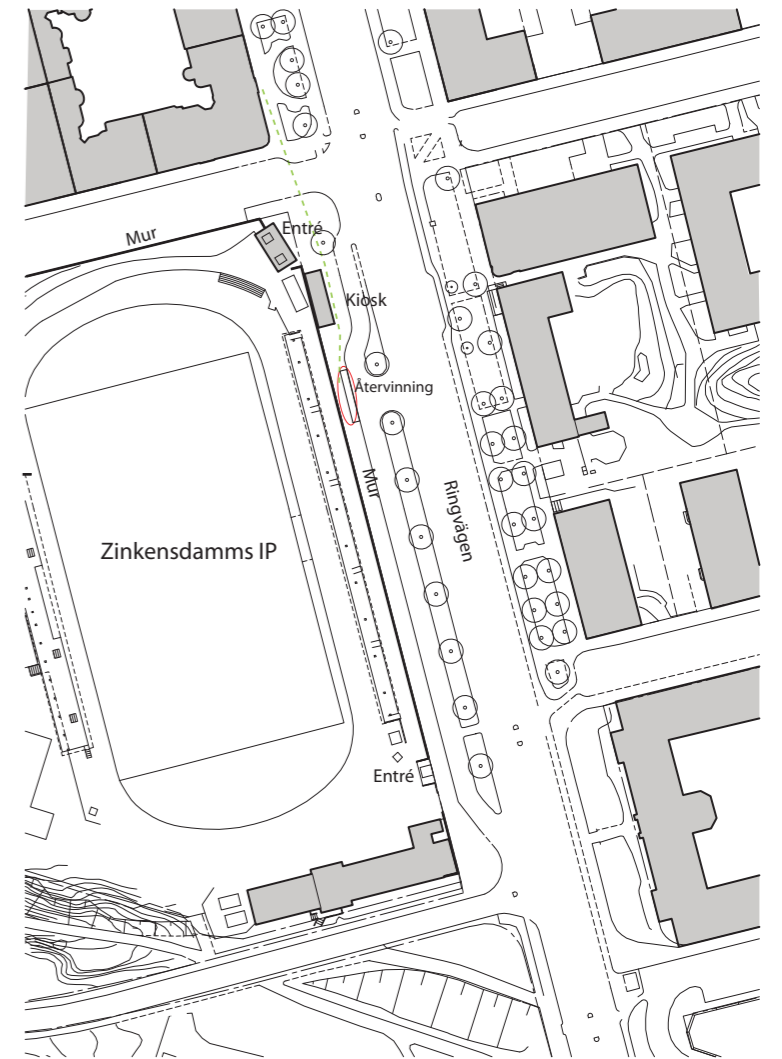 Mur
Entré
Kiosk
Återvinning
Mur
Ringvägen
Zinkensdamms IP
Entré